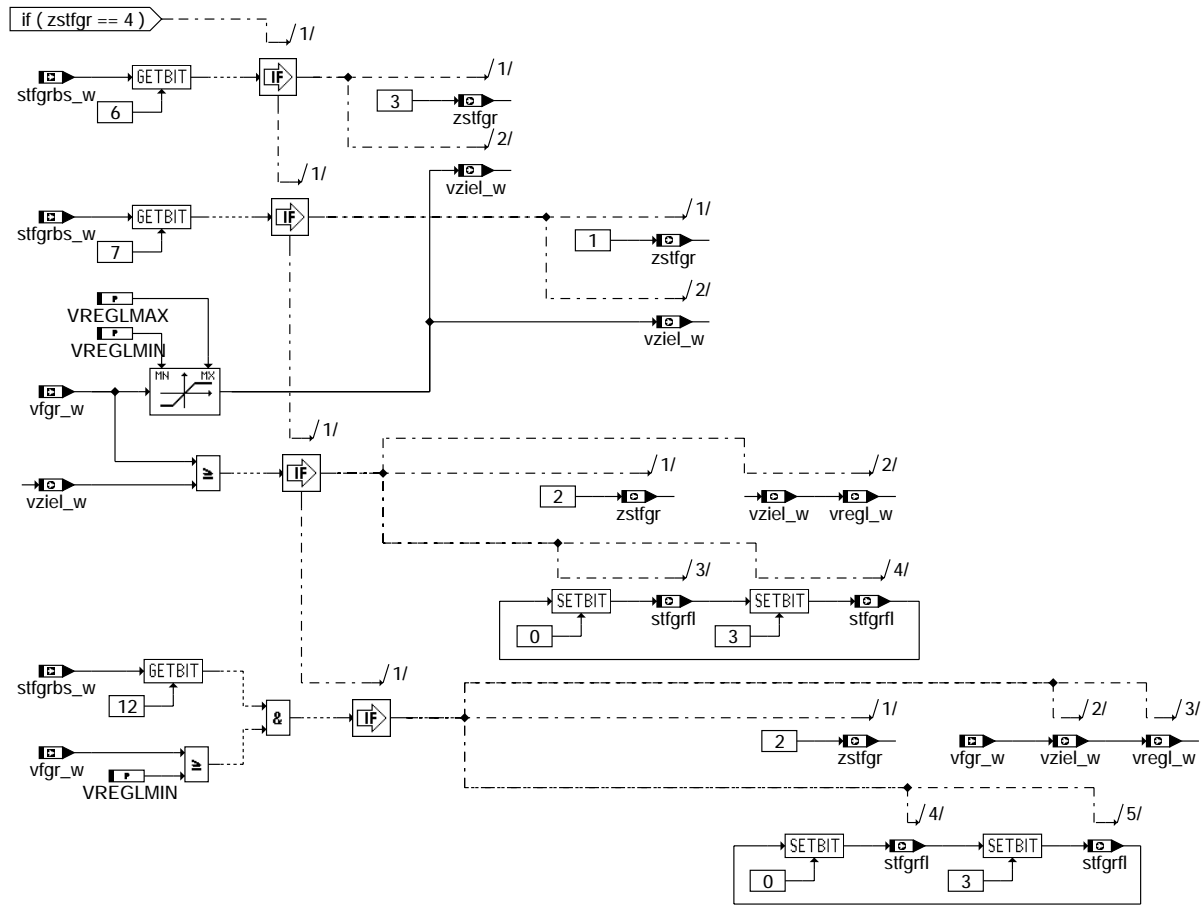 if ( zstfgr == 4 )
/1/
GETBIT
IF
/1/
stfgrbs_w
6
3
zstfgr
/2/
/1/
vziel_w
GETBIT
IF
/1/
stfgrbs_w
7
1
zstfgr
/2/
P
VREGLMAX
P
VREGLMIN
vziel_w
MN MX
vfgr_w
/1/
≥
IF
/1/
/2/
vziel_w
2
zstfgr
vziel_w
vregl_w
/3/
/4/
SETBIT
stfgrfl
SETBIT
stfgrfl
0
3
GETBIT
/1/
stfgrbs_w
12
&
IF
/1/
/2/
/3/
vfgr_w
≥
P
VREGLMIN
2
zstfgr
vfgr_w
vziel_w
vregl_w
/4/
/5/
SETBIT
stfgrfl
SETBIT
stfgrfl
0
3